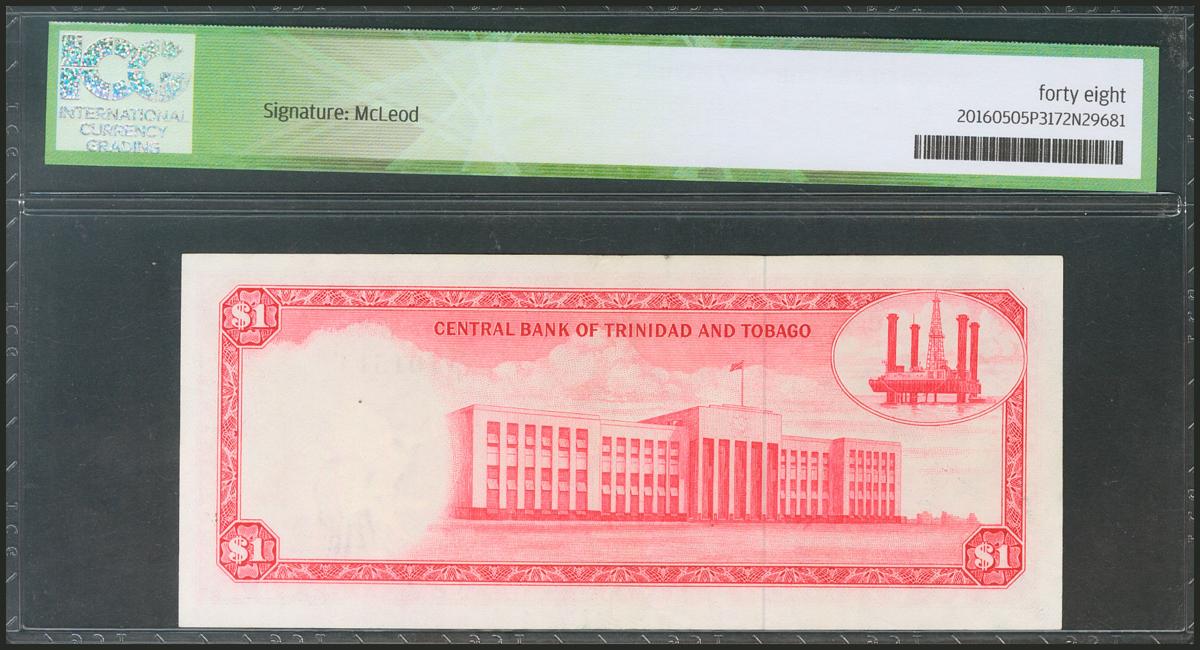 ICG
INTERNATIONAL
CURRENCY
GRADING
Signature: McLeod
forty eight
20160505P3172N29681
$1
CENTRAL BANK OF TRINIDAD AND TOBAGO
$1
$1